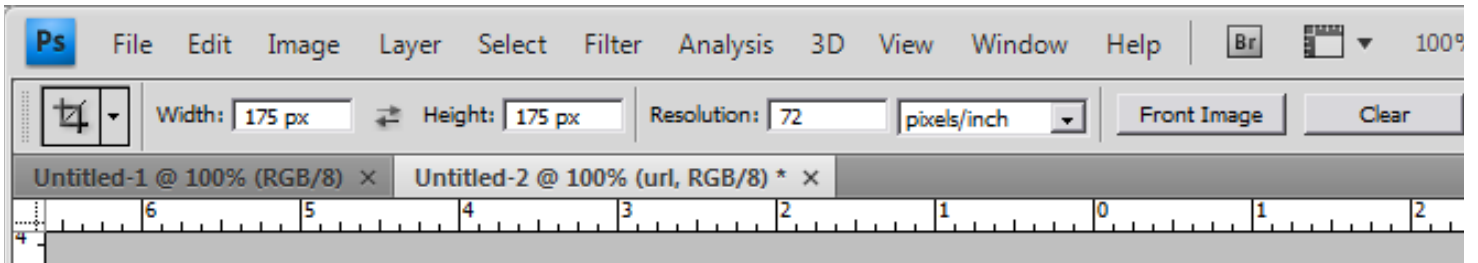 Ps File Edit Image Layer Select Filter Analysis 3D View Window Help Br 100%
Width: 175 px Height: 175 px Resolution: 72 pixels/inch Front Image Clear
Untitled-1 @ 100% (RGB/8) × Untitled-2 @ 100% (url, RGB/8) * ×
6 5 4 3 2 1 0 1 2
4